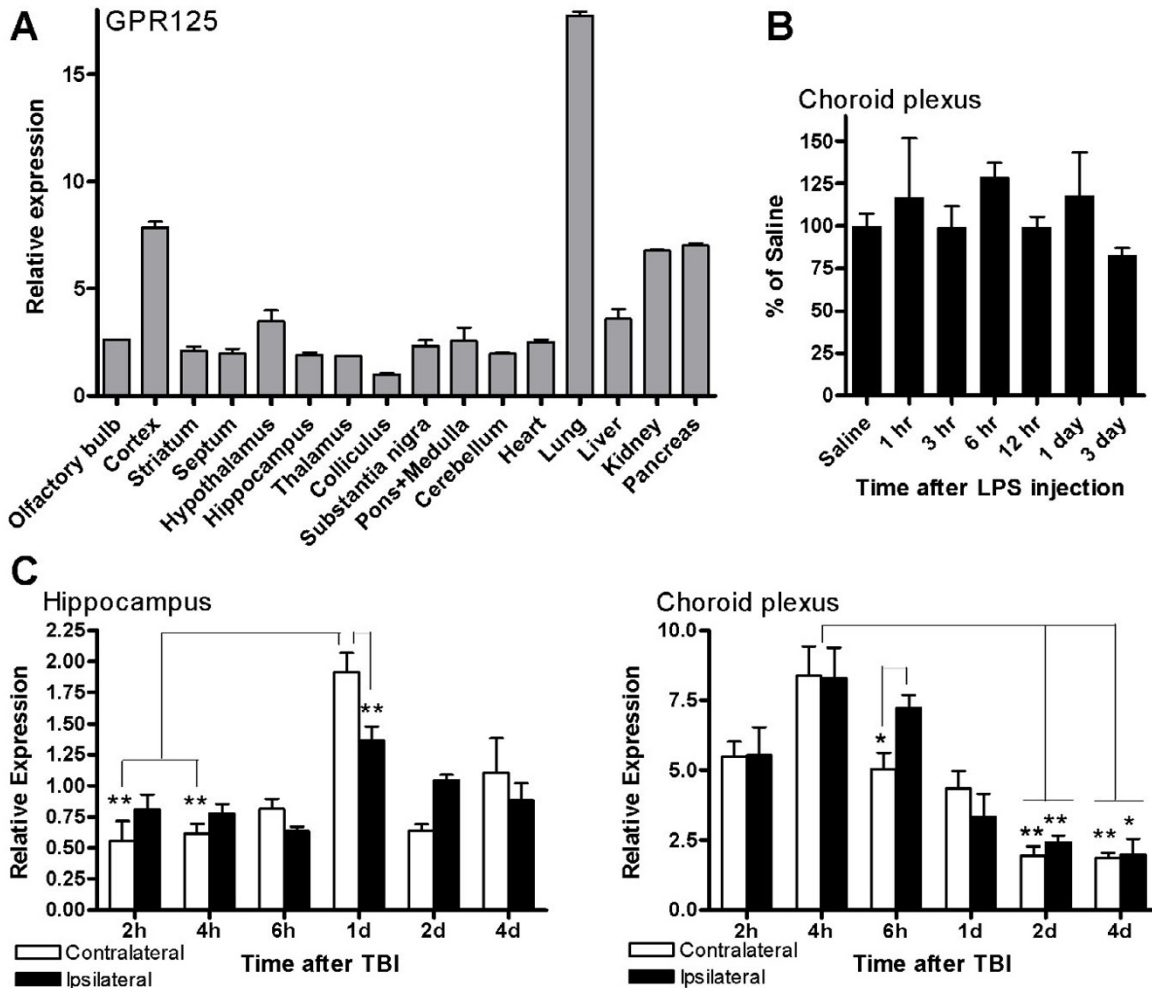 A
GPR125
Relative expression
15
10
5
0
Olfactory bulb
Cortex
Striatum
Septum
Hypothalamus
Hippocampus
Thalamus
Colliculus
Substantia nigra
Pons+Medulla
Cerebellum
Heart
Lung
Liver
Kidney
Pancreas
B
Choroid plexus
% of Saline
150
125
100
75
50
25
0
Saline
1 hr
3 hr
6 hr
12 hr
1 day
3 day
Time after LPS injection
C
Hippocampus
Relative Expression
2.25
2.00
1.75
1.50
1.25
1.00
0.75
0.50
0.25
0.00
** ** **
2h 4h 6h 1d 2d 4d
Time after TBI
Contralateral
Ipsilateral
Choroid plexus
Relative Expression
10.0
7.5
5.0
2.5
0.0
* ** ** ** *
2h 4h 6h 1d 2d 4d
Time after TBI
Contralateral
Ipsilateral